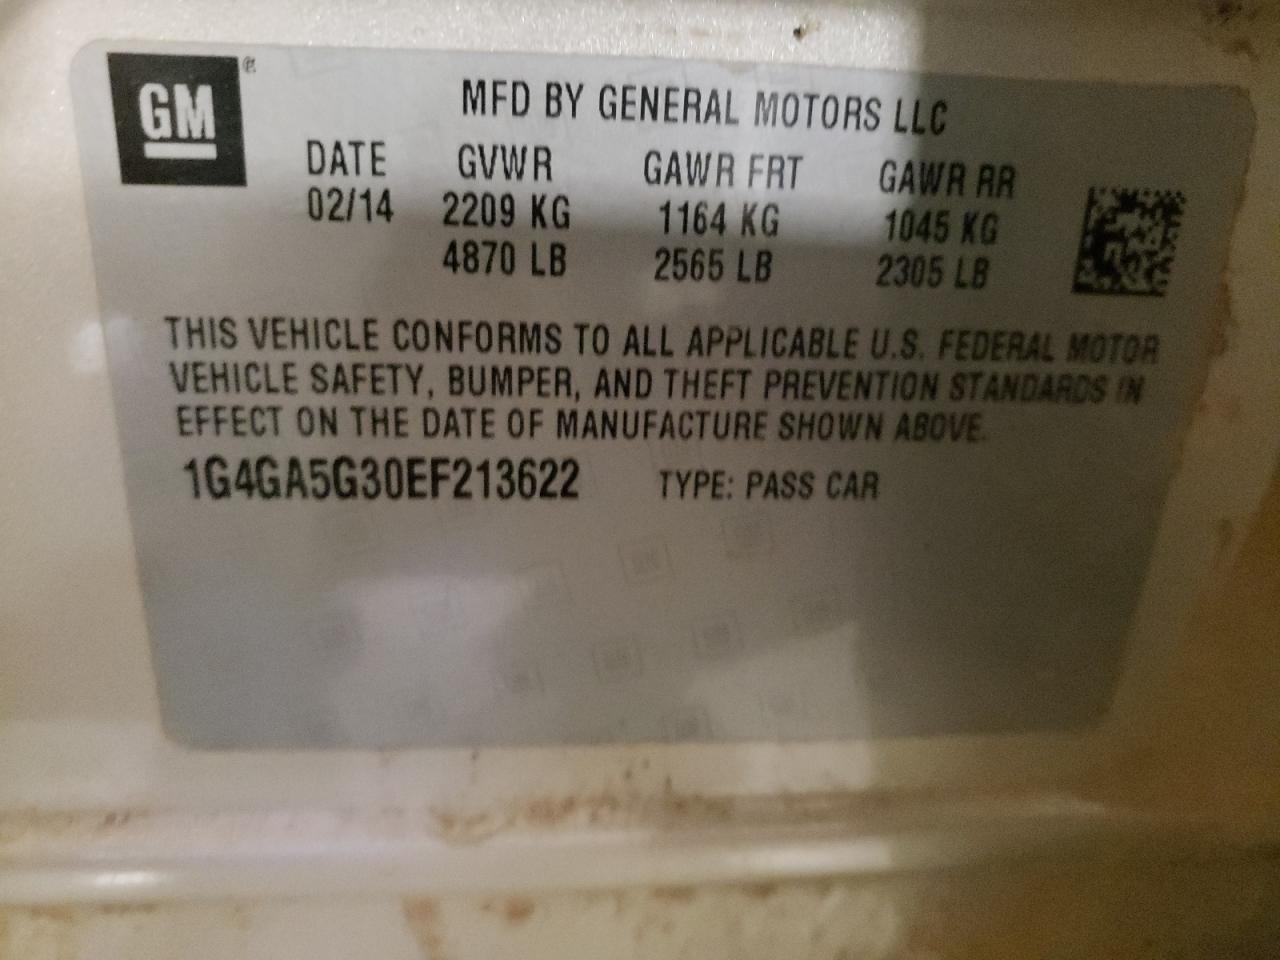 GM
MFD BY GENERAL MOTORS LLC
DATE GVWR GAWR FRT GAWR RR
02/14 2209 KG 1164 KG 1045 KG
4870 LB 2565 LB 2305 LB
THIS VEHICLE CONFORMS TO ALL APPLICABLE U.S. FEDERAL MOTOR
VEHICLE SAFETY, BUMPER, AND THEFT PREVENTION STANDARDS IN
EFFECT ON THE DATE OF MANUFACTURE SHOWN ABOVE.
1G4GA5G30EF213622 TYPE: PASS CAR